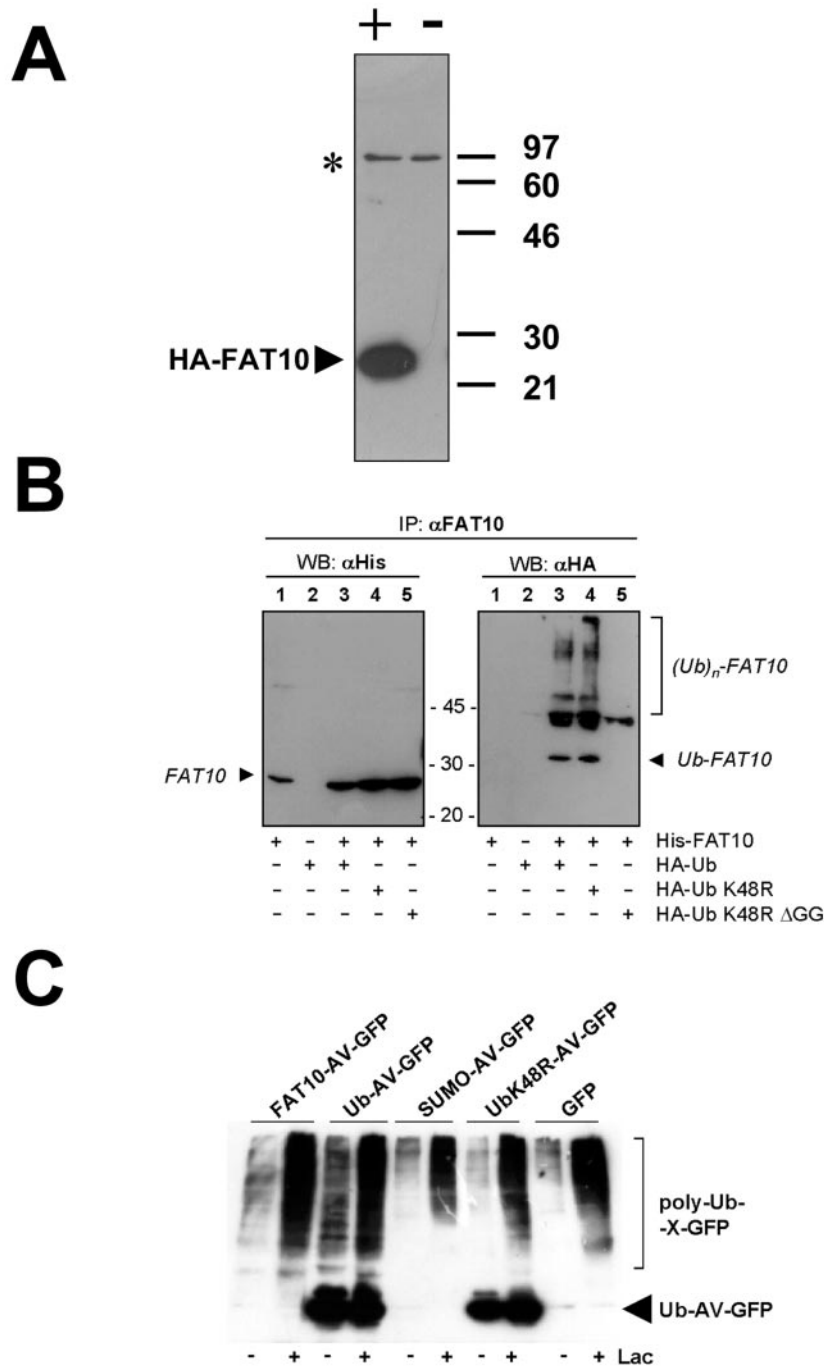 A
+ -
*
97
60
46
30
21
HA-FAT10
B
IP: αFAT10
WB: αHis WB: αHA
1 2 3 4 5 1 2 3 4 5
(Ub)n-FAT10
- 45 -
FAT10
- 30 -
Ub-FAT10
- 20 -
+ - + + + + - + + + His-FAT10
- + + - - - + + - - HA-Ub
- - - + - - - - + - HA-Ub K48R
- - - - + - - - - + HA-Ub K48R ΔGG
C
FAT10-AV-GFP
Ub-AV-GFP
SUMO-AV-GFP
UbK48R-AV-GFP
GFP
poly-Ub-
-X-GFP
Ub-AV-GFP
- + - + - + - + - + Lac